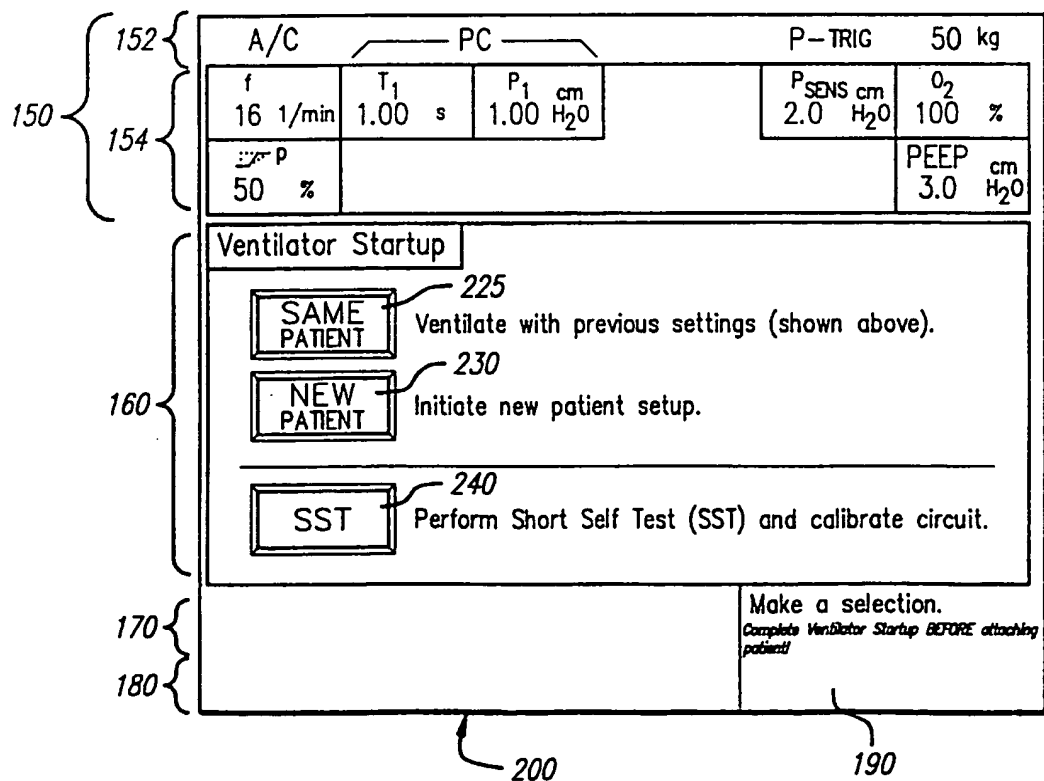 152
A/C PC P-TRIG 50 kg
150
154
f T1 P1 cm PSENS cm O2
16 1/min 1.00 s 1.00 H2O 2.0 H2O 100 %
P PEEP cm
50 % 3.0 H2O
160
Ventilator Startup
SAME PATIENT 225
Ventilate with previous settings (shown above).
NEW PATIENT 230
Initiate new patient setup.
SST 240
Perform Short Self Test (SST) and calibrate circuit.
170
Make a selection.
Complete Ventilator Startup BEFORE attaching
patient!
180
200
190